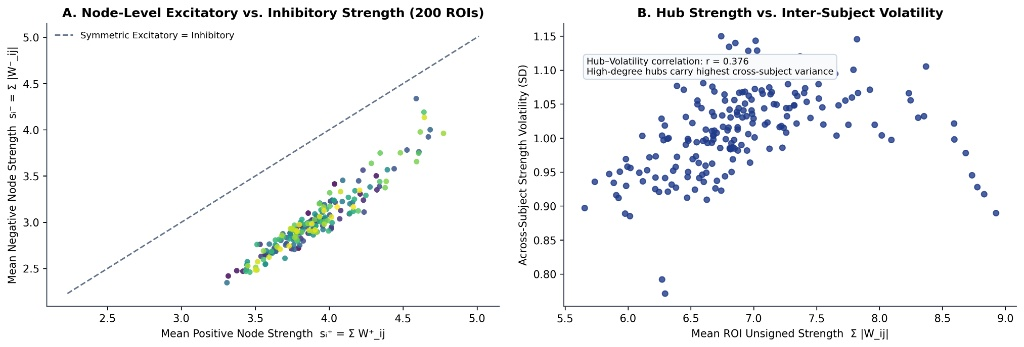 A. Node-Level Excitatory vs. Inhibitory Strength (200 ROIs)
Symmetric Excitatory = Inhibitory
Mean Negative Node Strength sᵢ⁻ = Σ |W⁻_ij|
5.0
4.5
4.0
3.5
3.0
2.5
2.5 3.0 3.5 4.0 4.5 5.0
Mean Positive Node Strength sᵢ⁺ = Σ W⁺_ij
B. Hub Strength vs. Inter-Subject Volatility
Hub–Volatility correlation: r = 0.376
High-degree hubs carry highest cross-subject variance
Across-Subject Strength Volatility (SD)
1.15
1.10
1.05
1.00
0.95
0.90
0.85
0.80
5.5 6.0 6.5 7.0 7.5 8.0 8.5 9.0
Mean ROI Unsigned Strength Σ |W_ij|